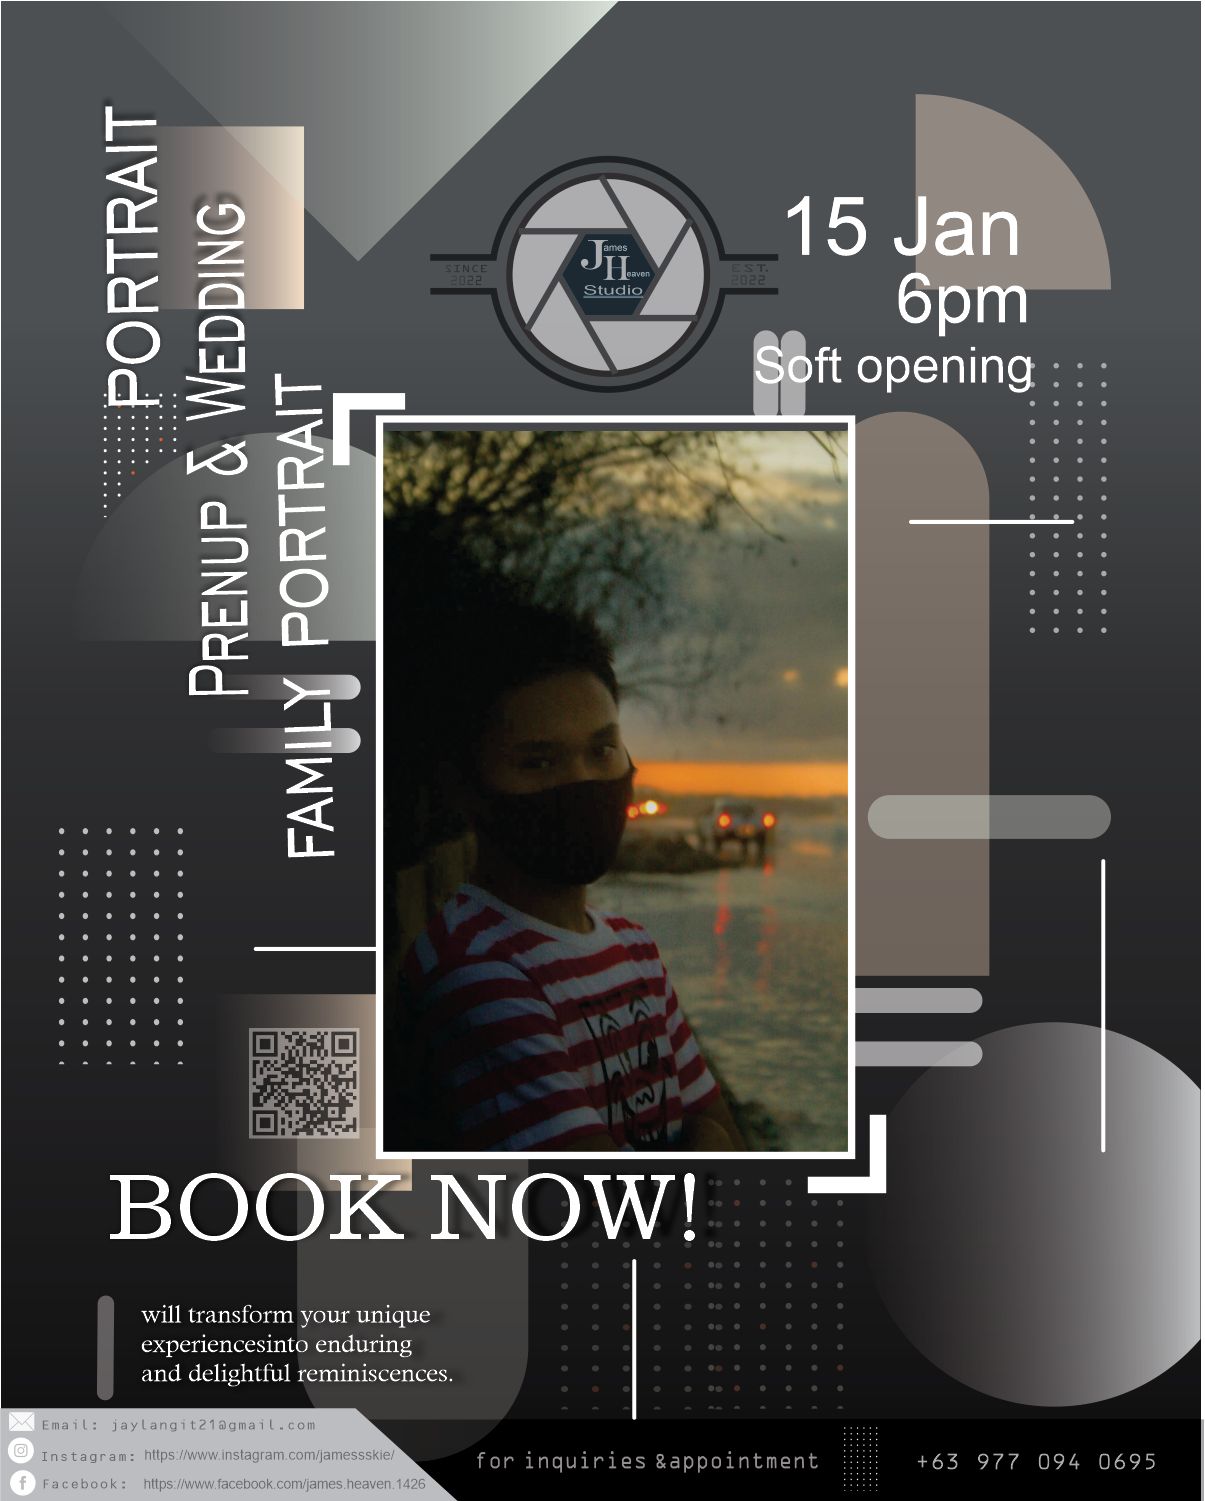 PORTRAIT
PRENUP & WEDDING
FAMILY PORTRAIT
SINCE
2022
James
Heaven
Studio
EST.
2022
15 Jan
6pm
Soft opening
BOOK NOW!
will transform your unique
experiencesinto enduring
and delightful reminiscences.
Email: jaylangit21@gmail.com
Instagram: https://www.instagram.com/jamessskie/
Facebook: https://www.facebook.com/james.heaven.1426
for inquiries &appointment
+63 977 094 0695